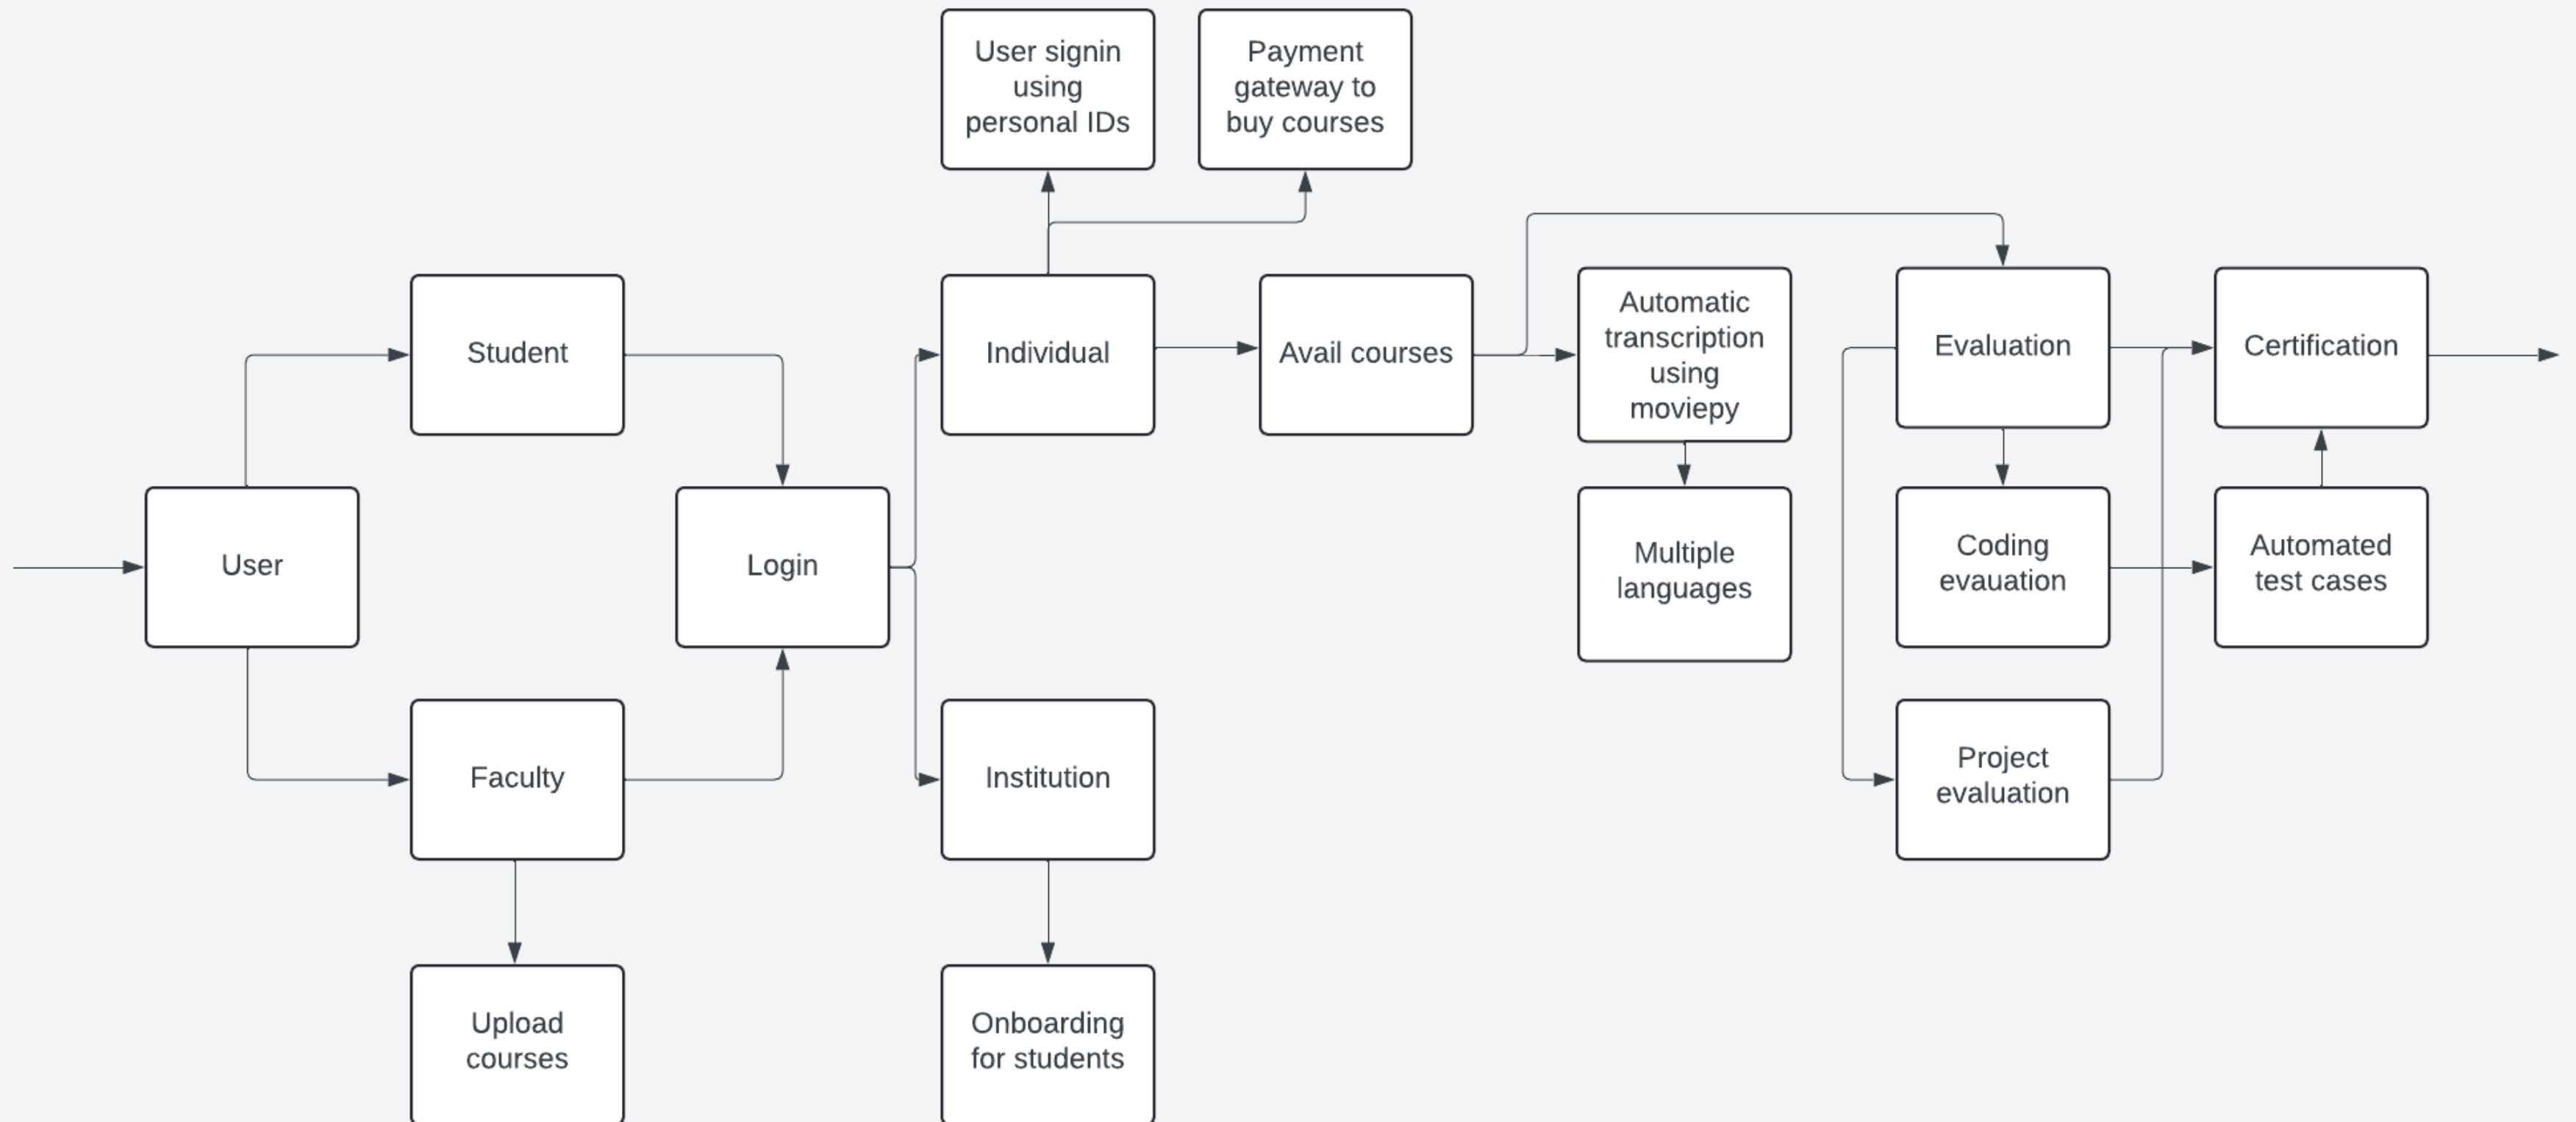 User signin
using
personal IDs
Payment
gateway to
buy courses
Student
Individual
Avail courses
Automatic
transcription
using
moviepy
Evaluation
Certification
User
Login
Multiple
languages
Coding
evauation
Automated
test cases
Faculty
Institution
Project
evaluation
Upload
courses
Onboarding
for students